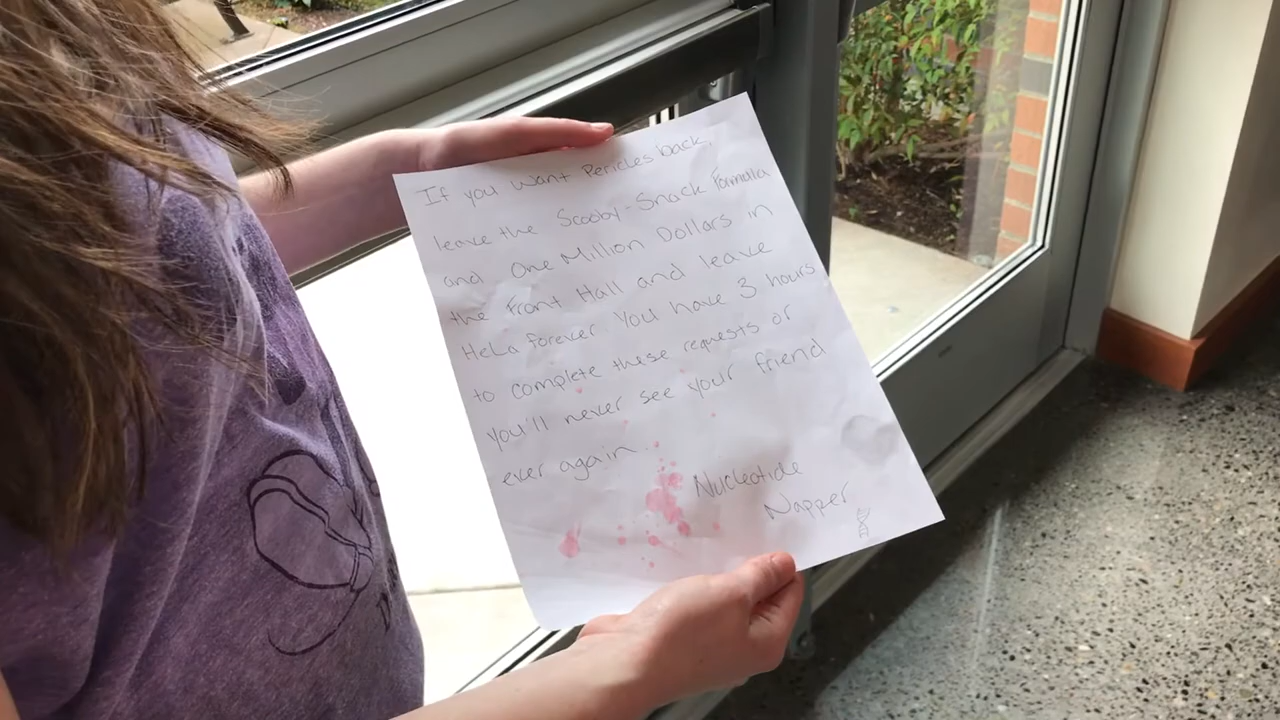 If you want Pericles back,
leave the Scooby-Snack Formula
and One Million Dollars in
the Front Hall and leave
HeLa forever. You have 3 hours
to complete these requests or
you'll never see your friend
ever again...
Nucleotide
Napper